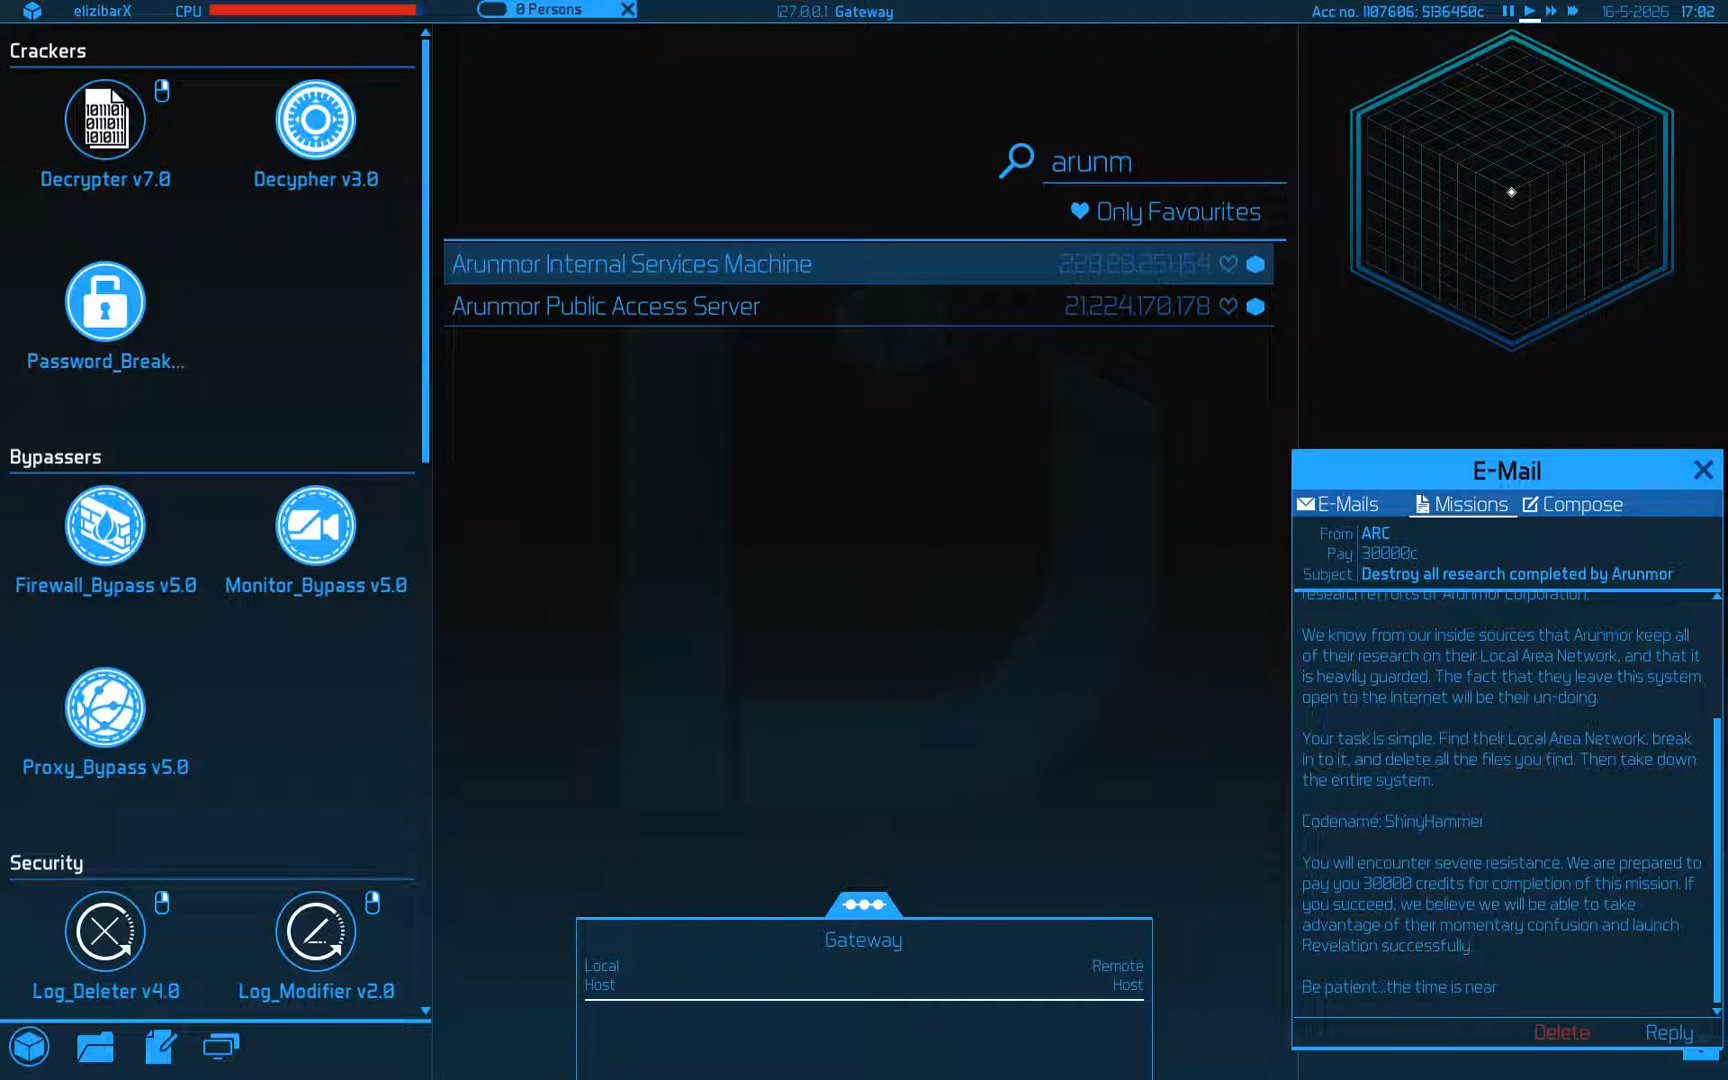 elizibarX
CPU
0 Persons
127.0.0.1 Gateway
Acc no. 1107606: 5136450c
16-5-2026 17:02
Crackers
Decrypter v7.0
Decypher v3.0
Password_Break...
Bypassers
Firewall_Bypass v5.0
Monitor_Bypass v5.0
Proxy_Bypass v5.0
Security
Log_Deleter v4.0
Log_Modifier v2.0
arunm
Only Favourites
Arunmor Internal Services Machine
Arunmor Public Access Server 21.224.170.178
Gateway
Local Host
Remote Host
E-Mail
E-Mails Missions Compose
From ARC
Pay 30000c
Subject Destroy all research completed by Arunmor
research efforts of Arunmor Corporation.
We know from our inside sources that Arunmor keep all
of their research on their Local Area Network, and that it
is heavily guarded. The fact that they leave this system
open to the Internet will be their un-doing.
Your task is simple. Find their Local Area Network, break
in to it, and delete all the files you find. Then take down
the entire system.
Codename: ShinyHammer
You will encounter severe resistance. We are prepared to
pay you 30000 credits for completion of this mission. If
you succeed, we believe we will be able to take
advantage of their momentary confusion and launch
Revelation successfully.
Be patient...the time is near
Delete
Reply